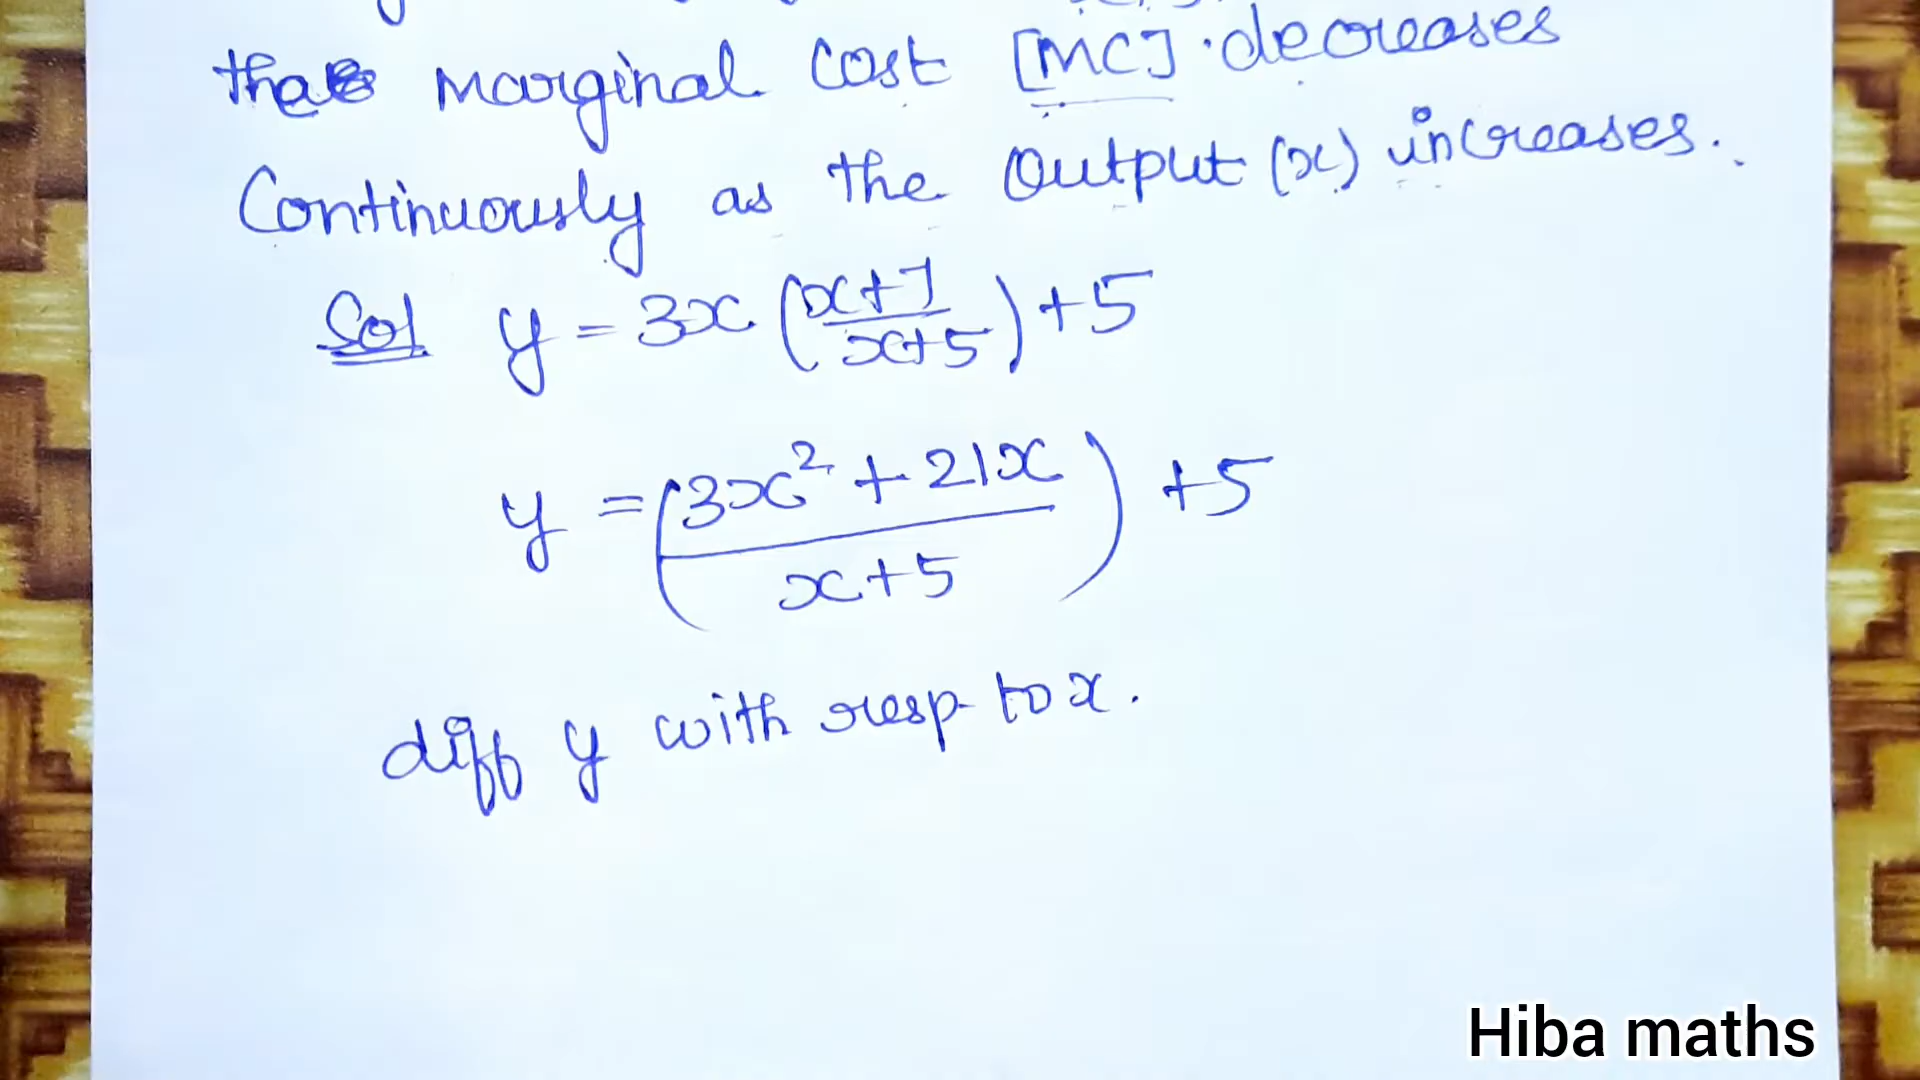 the marginal cost [MC] decreases
Continuously as the Output (x) increases.
Sol y = 3x (x+7/x+5) +5
y = (3x² + 21x / x+5) +5
diff y with resp to x.
Hiba maths